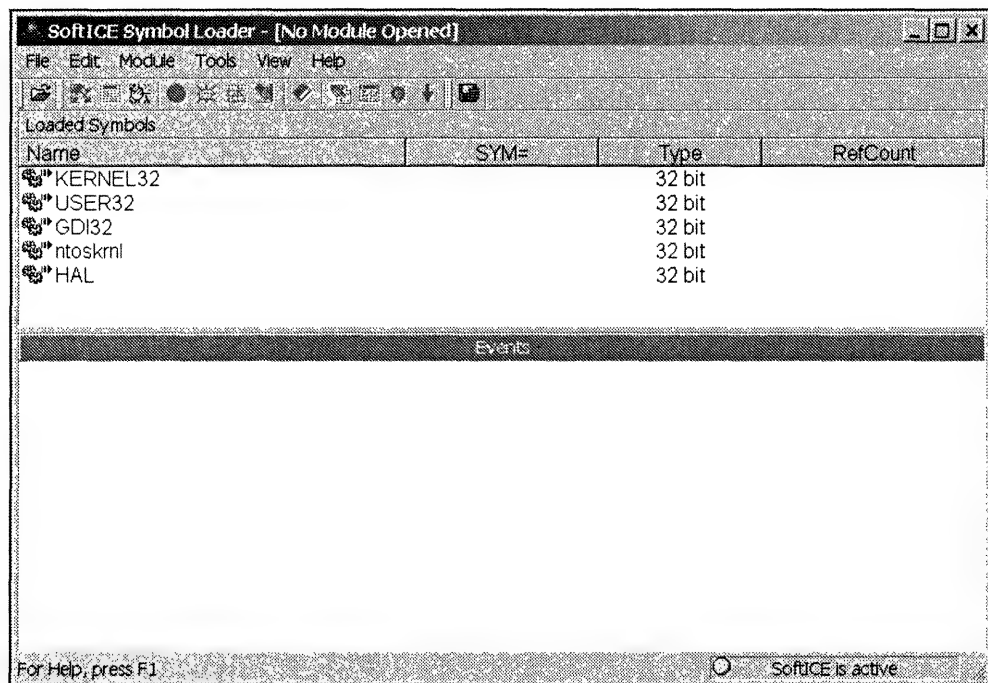 SoftICE Symbol Loader - [No Module Opened]
File Edit Module Tools View Help
Loaded Symbols
Name SYM= Type RefCount
KERNEL32 32 bit
USER32 32 bit
GDI32 32 bit
ntoskrnl 32 bit
HAL 32 bit
Events
For Help, press F1 SoftICE is active